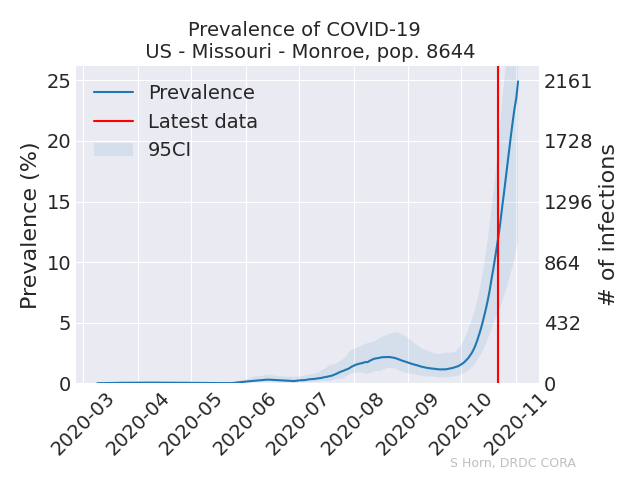 Prevalence of COVID-19
US - Missouri - Monroe, pop. 8644
Prevalence
Latest data
95CI
Prevalence (%)
25
20
15
10
5
0
2161
1728
1296
864
432
0
# of infections
2020-03
2020-04
2020-05
2020-06
2020-07
2020-08
2020-09
2020-10
2020-11
S Horn, DRDC CORA